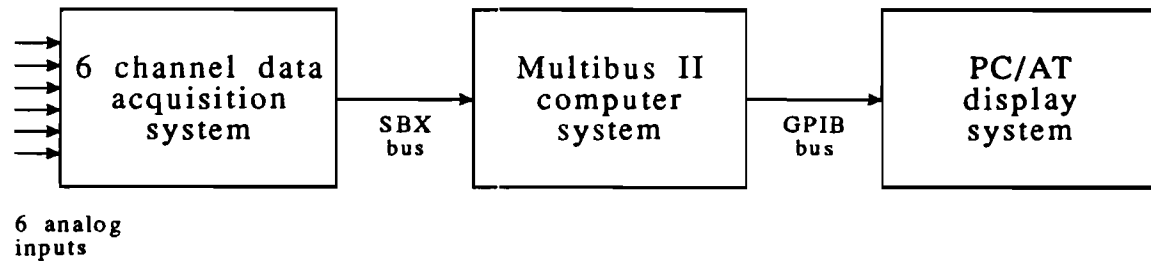 6 channel data
acquisition
system
SBX
bus
Multibus II
computer
system
GPIB
bus
PC/AT
display
system
6 analog
inputs